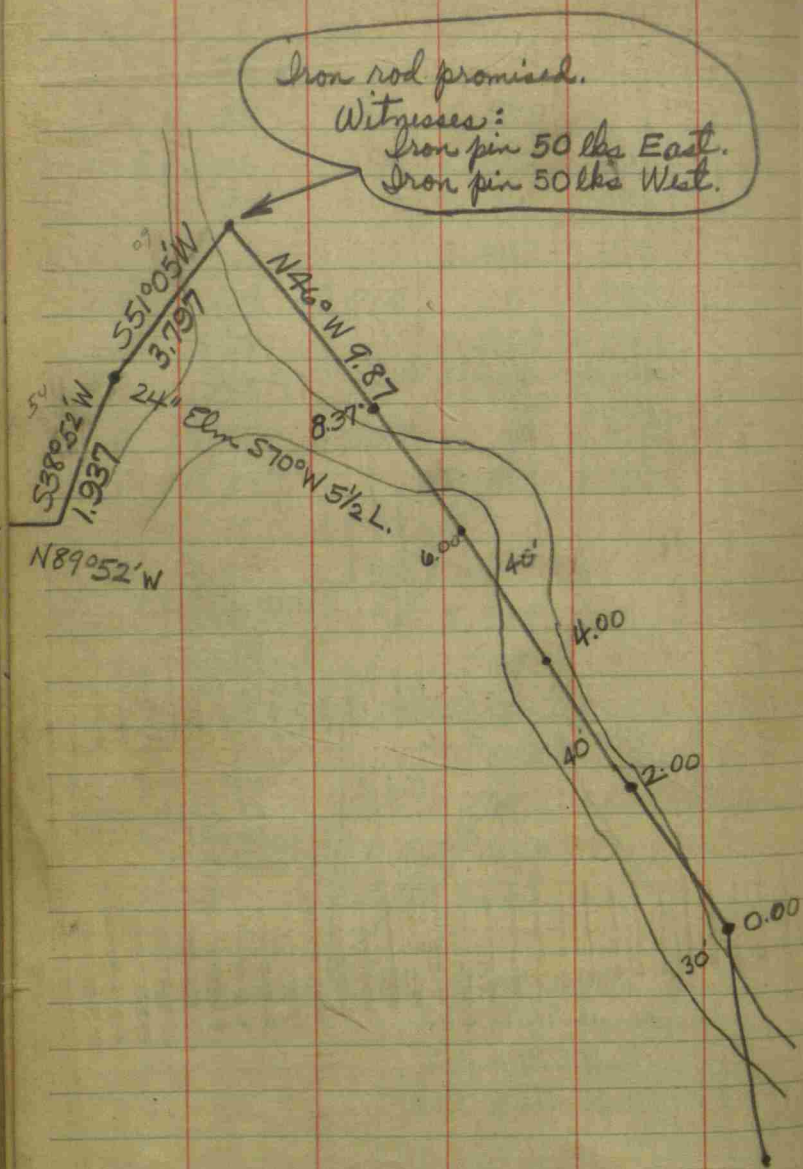 Iron rod promised.
Witnesses:
Iron pin 50 lks East.
Iron pin 50 lks West.
09
S51°05'W
3.797
N46°W 9.87
S38°52'W
1.937
24" Elm S70°W 5½ L.
8.37
N89°52'W
6.00
40'
4.00
40'
2.00
0.00
30'